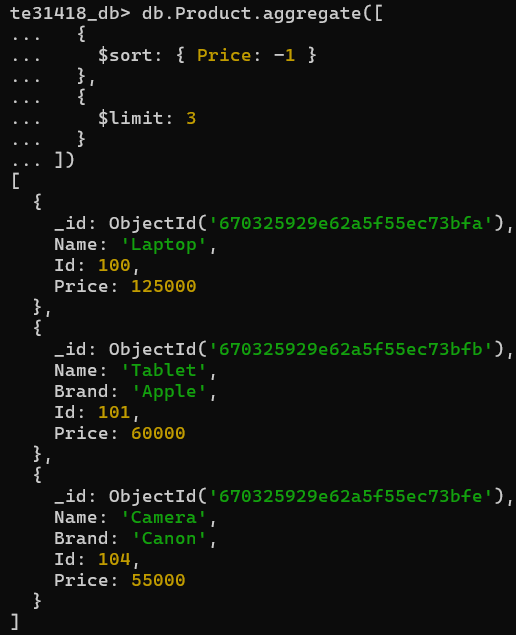 te31418_db> db.Product.aggregate([
...   {
...     $sort: { Price: -1 }
...   },
...   {
...     $limit: 3
...   }
... ])
[
  {
    _id: ObjectId('670325929e62a5f55ec73bfa'),
    Name: 'Laptop',
    Id: 100,
    Price: 125000
  },
  {
    _id: ObjectId('670325929e62a5f55ec73bfb'),
    Name: 'Tablet',
    Brand: 'Apple',
    Id: 101,
    Price: 60000
  },
  {
    _id: ObjectId('670325929e62a5f55ec73bfe'),
    Name: 'Camera',
    Brand: 'Canon',
    Id: 104,
    Price: 55000
  }
]